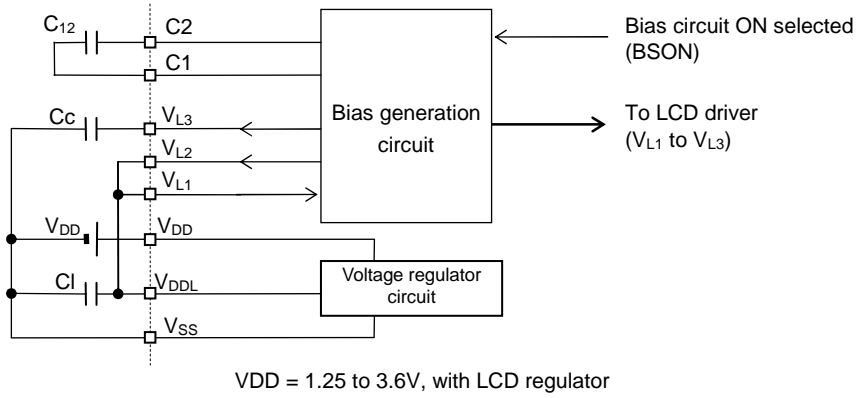 C12
C2
C1
Cc
VL3
VL2
VL1
VDD
VDD
Cl
VDDL
VSS
Bias generation
circuit
Voltage regulator
circuit
Bias circuit ON selected
(BSON)
To LCD driver
(VL1 to VL3)
VDD = 1.25 to 3.6V, with LCD regulator